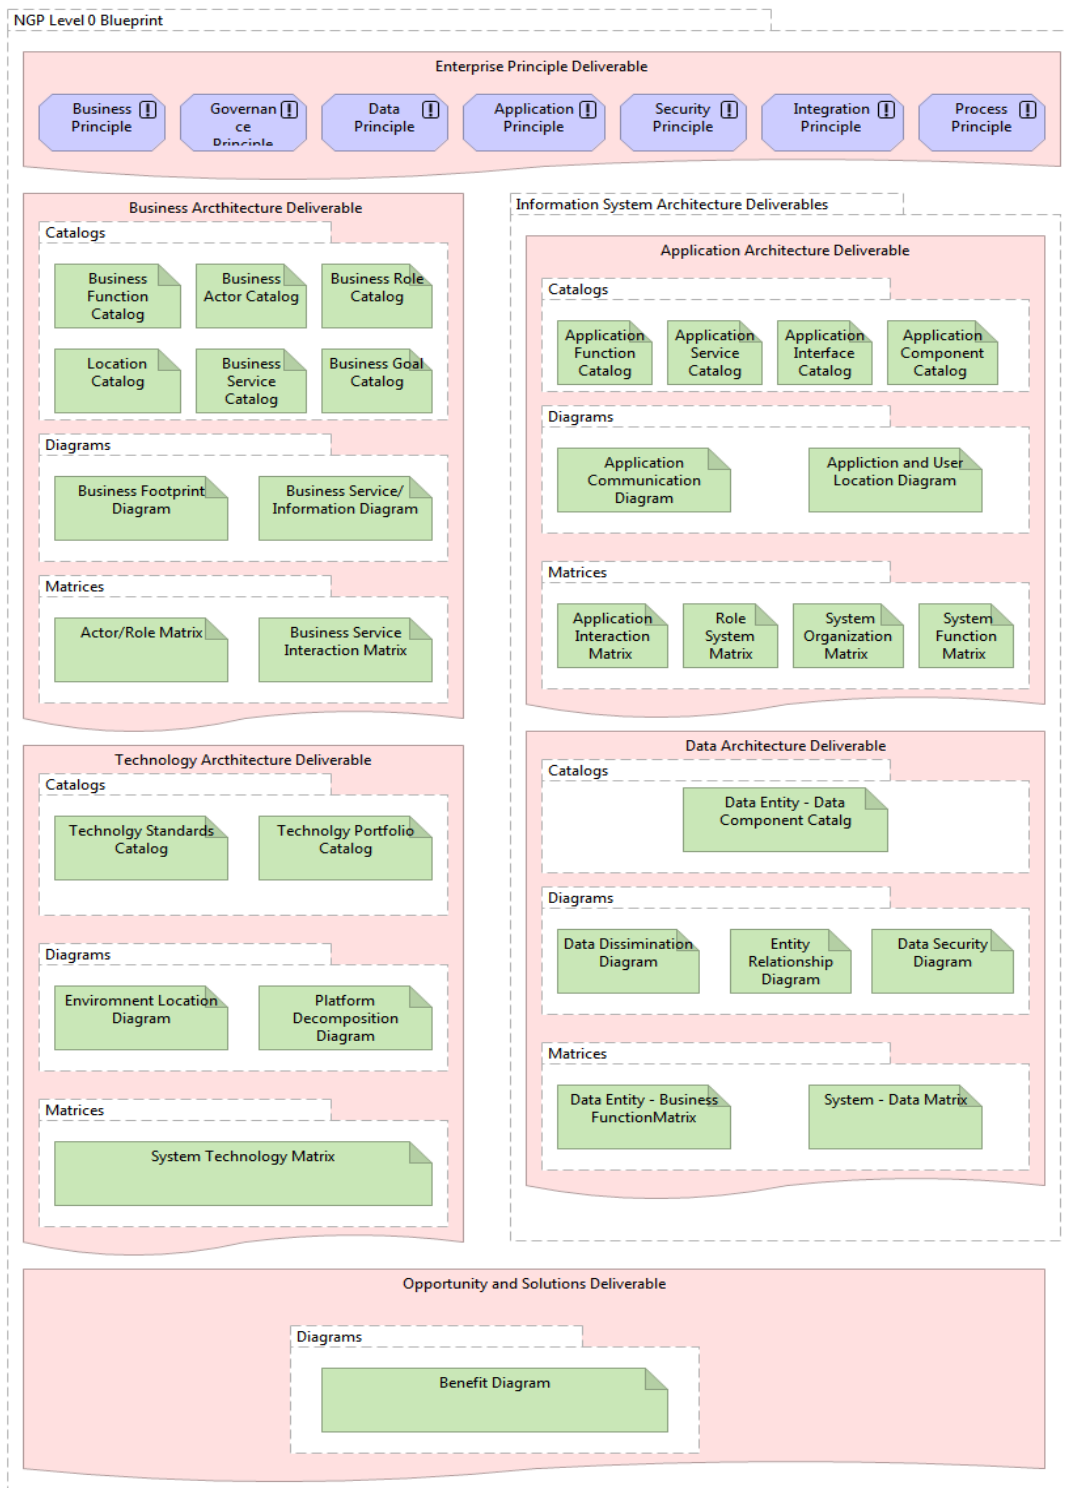 NGP Level 0 Blueprint
Enterprise Principle Deliverable
Business
Principle
Governan
ce
Principle
Data
Principle
Application
Principle
Security
Principle
Integration
Principle
Process
Principle
Business Arcthitecture Deliverable
Catalogs
Business
Function
Catalog
Business
Actor Catalog
Business Role
Catalog
Location
Catalog
Business
Service
Catalog
Business Goal
Catalog
Diagrams
Business Footprint
Diagram
Business Service/
Information Diagram
Matrices
Actor/Role Matrix
Business Service
Interaction Matrix
Information System Architecture Deliverables
Application Architecture Deliverable
Catalogs
Application
Function
Catalog
Application
Service
Catalog
Application
Interface
Catalog
Application
Component
Catalog
Diagrams
Application
Communication
Diagram
Appliction and User
Location Diagram
Matrices
Application
Interaction
Matrix
Role
System
Matrix
System
Organization
Matrix
System
Function
Matrix
Technology Arcthitecture Deliverable
Catalogs
Technolgy Standards
Catalog
Technolgy Portfolio
Catalog
Diagrams
Enviromnent Location
Diagram
Platform
Decomposition
Diagram
Matrices
System Technology Matrix
Data Architecture Deliverable
Catalogs
Data Entity - Data
Component Catalg
Diagrams
Data Dissimination
Diagram
Entity
Relationship
Diagram
Data Security
Diagram
Matrices
Data Entity - Business
FunctionMatrix
System - Data Matrix
Opportunity and Solutions Deliverable
Diagrams
Benefit Diagram